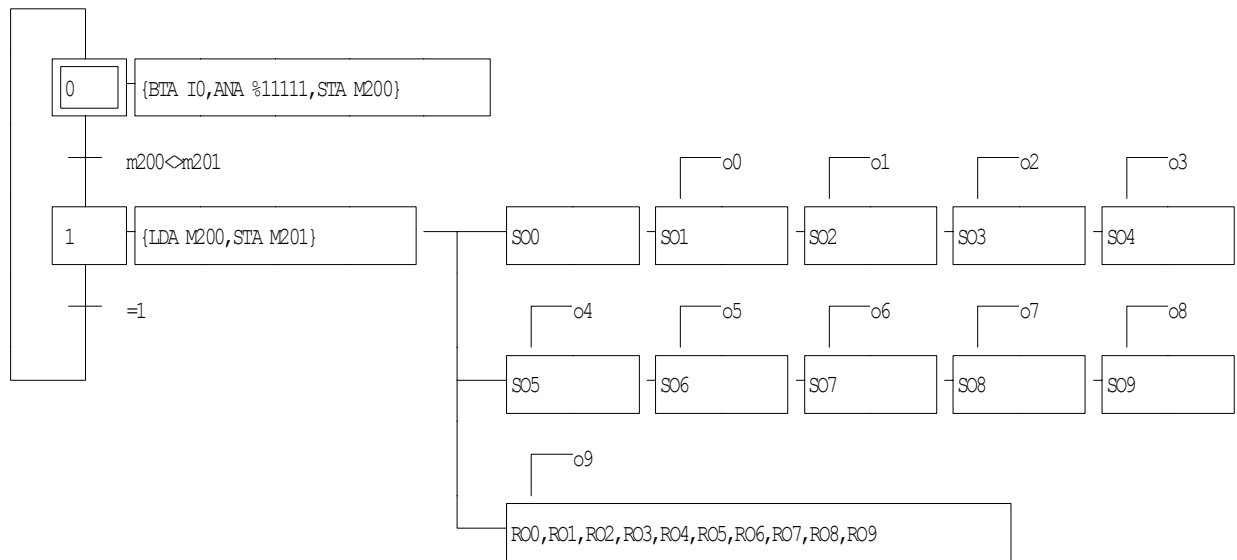 0 {BTA I0,ANA %11111,STA M200}
m200<>m201
o0 o1 o2 o3
1 {LDA M200,STA M201} SO0 SO1 SO2 SO3 SO4
=1
o4 o5 o6 o7 o8
SO5 SO6 SO7 SO8 SO9
o9
RO0,RO1,RO2,RO3,RO4,RO5,RO6,RO7,RO8,RO9